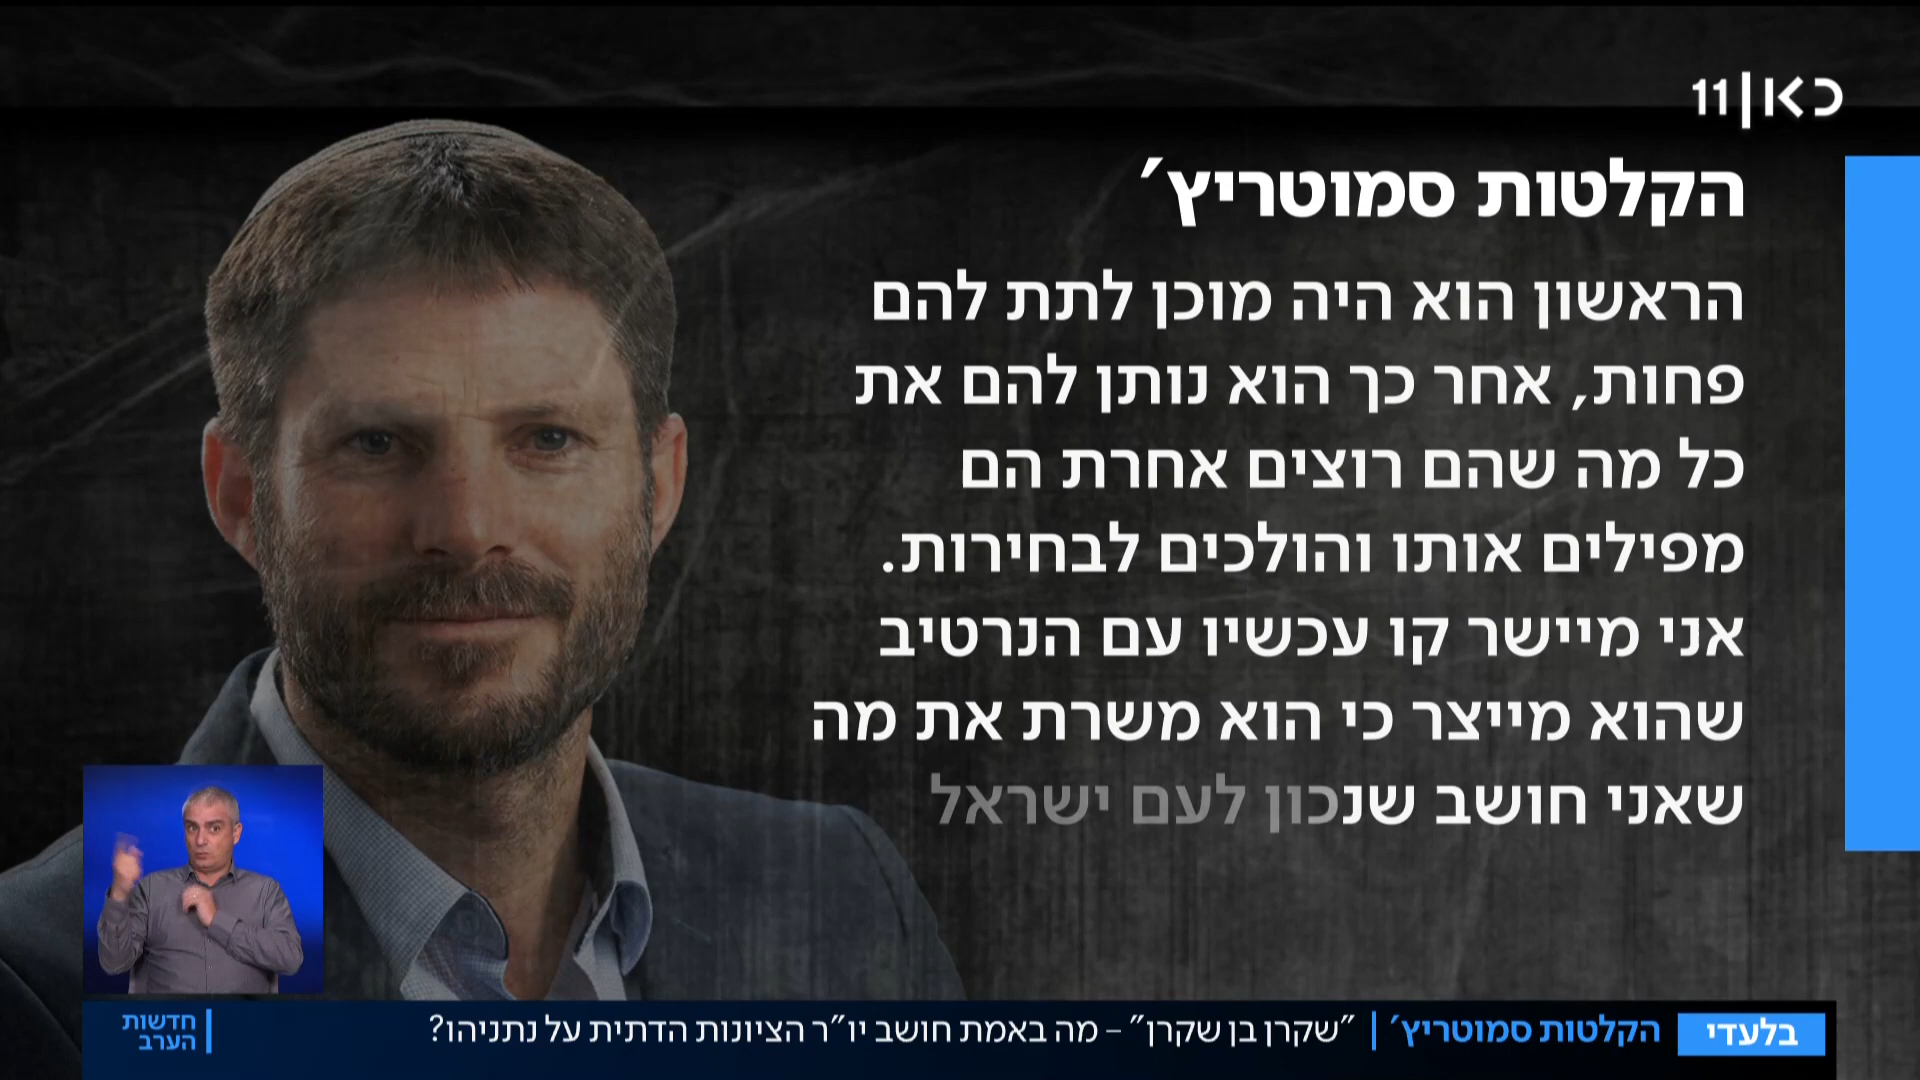 כאן 11
הקלטות סמוטריץ׳
הראשון הוא היה מוכן לתת להם
פחות, אחר כך הוא נותן להם את
כל מה שהם רוצים אחרת הם
מפילים אותו והולכים לבחירות.
אני מיישר קו עכשיו עם הנרטיב
שהוא מייצר כי הוא משרת את מה
שאני חושב שנכון לעם ישראל
בלעדי
הקלטות סמוטריץ׳ | "שקרן בן שקרן" – מה באמת חושב יו"ר הציונות הדתית על נתניהו?
חדשות
הערב